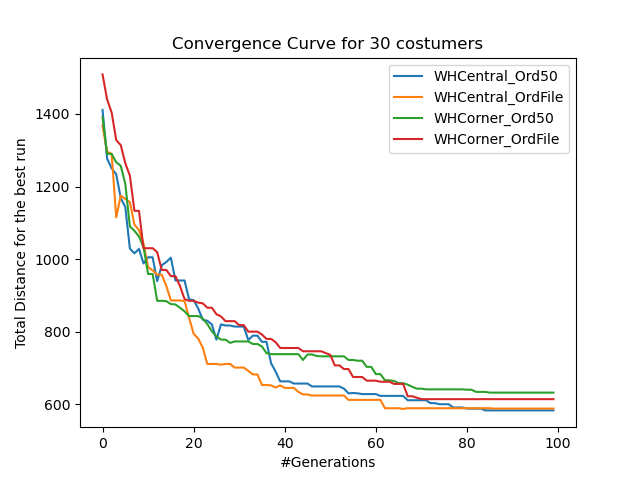 Convergence Curve for 30 costumers
WHCentral_Ord50
WHCentral_OrdFile
WHCorner_Ord50
WHCorner_OrdFile
Total Distance for the best run
1400
1200
1000
800
600
0 20 40 60 80 100
#Generations